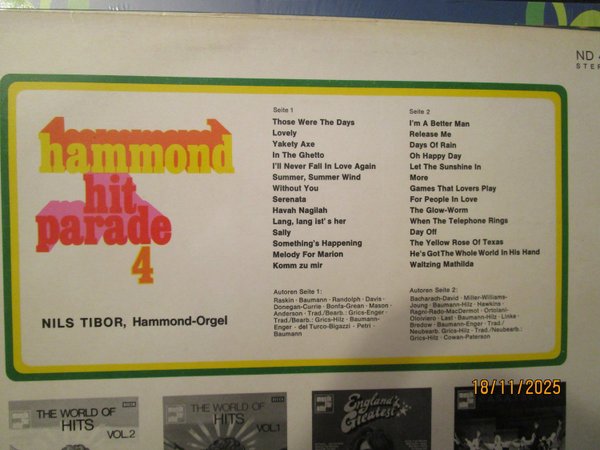 ND
STER
hammond
hit
parade
4
NILS TIBOR, Hammond-Orgel
Seite 1
Those Were The Days
Lovely
Yakety Axe
In The Ghetto
I'll Never Fall In Love Again
Summer, Summer Wind
Without You
Serenata
Havah Nagilah
Lang, lang ist's her
Sally
Something's Happening
Melody For Marion
Komm zu mir
Autoren Seite 1:
Raskin · Baumann · Randolph · Davis ·
Donegan-Currie · Bonfa-Grean · Mason ·
Anderson · Trad./Bearb.: Grics-Enger ·
Trad./Bearb.: Grics-Hilz · Baumann-
Enger · del Turco-Bigazzi · Petri ·
Baumann
Seite 2
I'm A Better Man
Release Me
Days Of Rain
Oh Happy Day
Let The Sunshine In
More
Games That Lovers Play
For People In Love
The Glow-Worm
When The Telephone Rings
Day Off
The Yellow Rose Of Texas
He's Got The Whole World In His Hand
Waltzing Mathilda
Autoren Seite 2:
Bacharach-David · Miller-Williams-
Joung · Baumann-Hilz · Hawkins ·
Ragni-Rado-MacDermot · Ortolani-
Otoiviero · Last · Baumann-Hilz · Linke ·
Bredow · Baumann-Enger · Trad./
Neubearb. Grics-Hilz · Trad./Neubearb.:
Grics-Hilz · Cowan-Paterson
18/11/2025
THE WORLD OF
HITS
VOL.2
THE WORLD OF
HITS
VOL.1
England's
Greatest